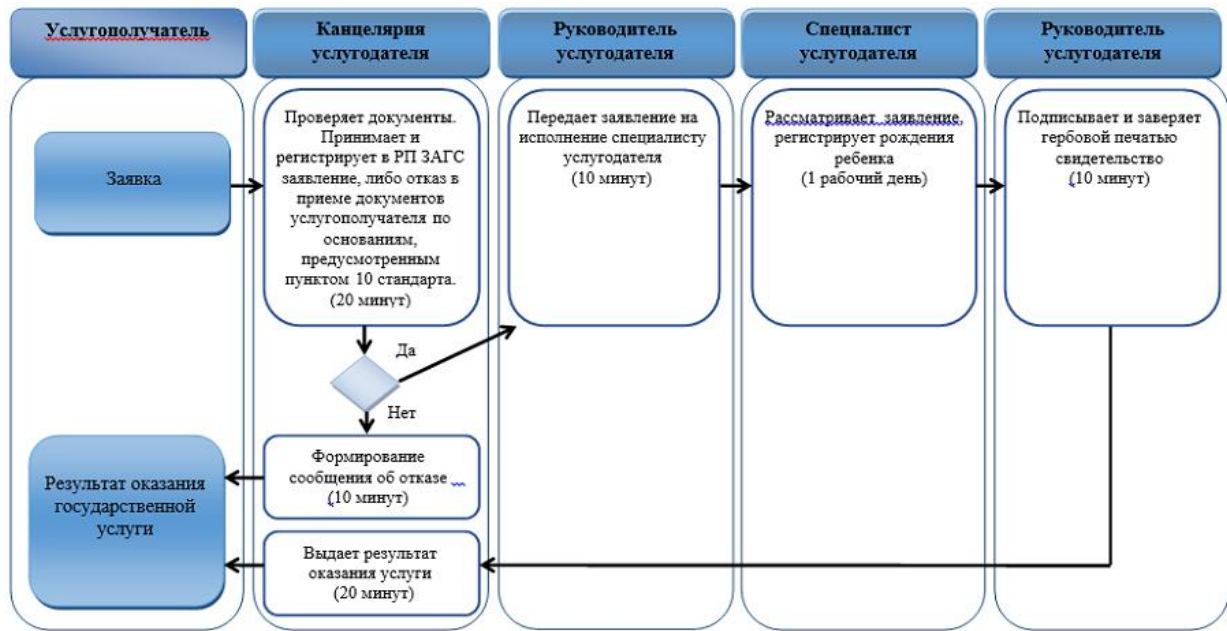 Услугополучатель
Канцелярия
услугодателя
Руководитель
услугодателя
Специалист
услугодателя
Руководитель
услугодателя
Заявка
Проверяет документы.
Принимает и
регистрирует в РП ЗАГС
заявление, либо отказ в
приеме документов
услугополучателя по
основаниям,
предусмотренным
пунктом 10 стандарта.
(20 минут)
Передает заявление на
исполнение специалисту
услугодателя
(10 минут)
Рассматривает заявление,
регистрирует рождения
ребенка
(1 рабочий день)
Подписывает и заверяет
гербовой печатью
свидетельство
(10 минут)
Да
Нет
Формирование
сообщения об отказе
(10 минут)
Результат оказания
государственной
услуги
Выдает результат
оказания услуги
(20 минут)